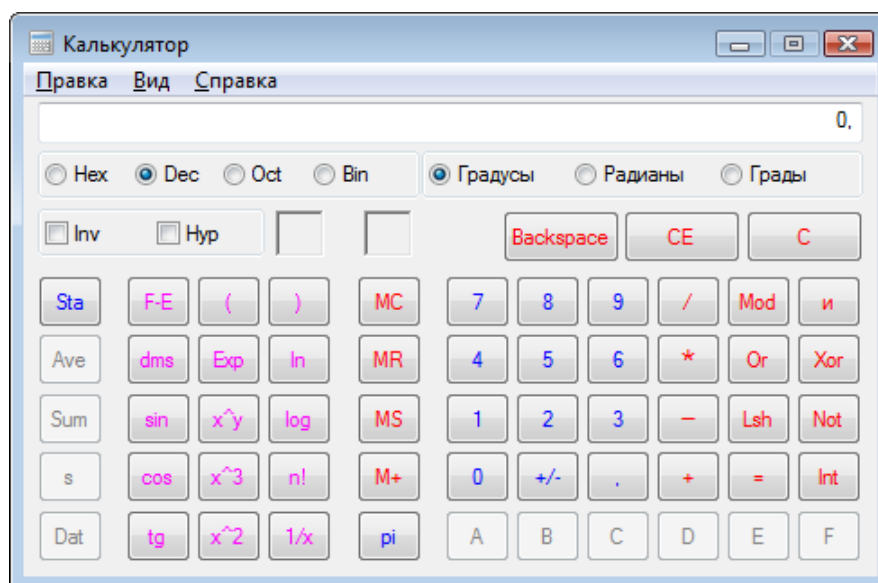 Калькулятор
Правка Вид Справка
0,
Hex Dec Oct Bin Градусы Радианы Грады
Inv Hyp Backspace CE C
Sta F-E ( ) MC 7 8 9 / Mod и
Ave dms Exp ln MR 4 5 6 * Or Xor
Sum sin x^y log MS 1 2 3 − Lsh Not
s cos x^3 n! M+ 0 +/- , + = Int
Dat tg x^2 1/x pi A B C D E F